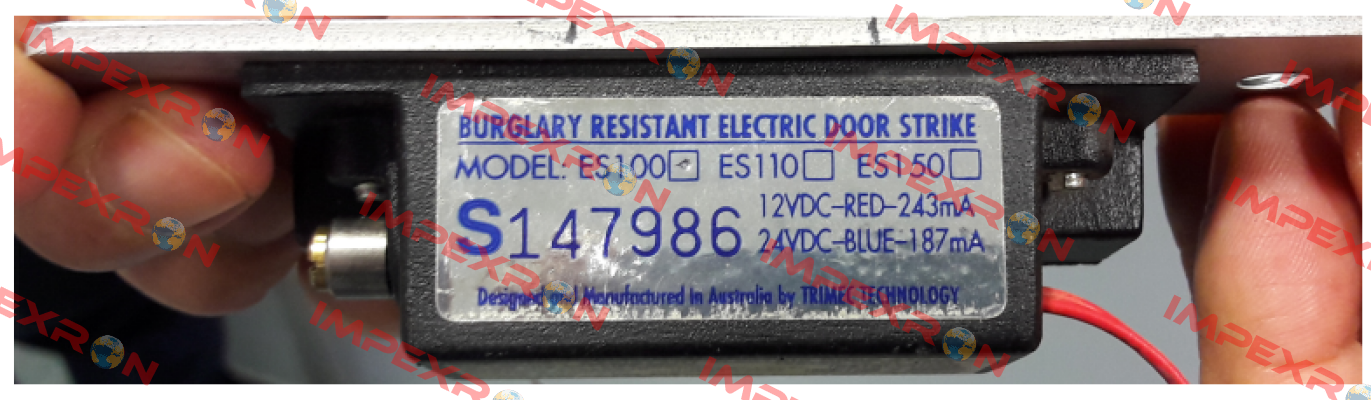 BURGLARY RESISTANT ELECTRIC DOOR STRIKE
MODEL: ES100 ES110 ES150
S147986
12VDC-RED-243mA
24VDC-BLUE-187mA
Designed and Manufactured in Australia by TRIMEC TECHNOLOGY
IMPEXRON